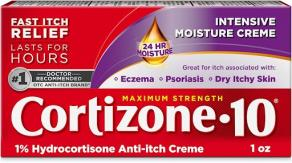 FAST ITCH
RELIEF
LASTS FOR
HOURS
#1
DOCTOR
RECOMMENDED
OTC ANTI-ITCH BRAND†
24 HR
MOISTURE
INTENSIVE
MOISTURE CREME
Great for itch associated with:
• Eczema • Psoriasis • Dry Itchy Skin
MAXIMUM STRENGTH
Cortizone•10®
1% Hydrocortisone Anti-itch Creme
1 oz